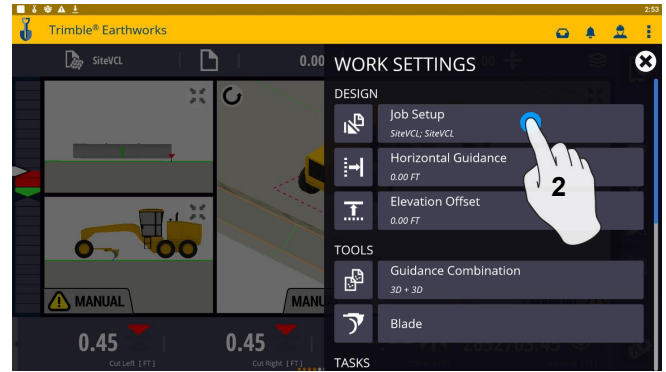 2:53
Trimble® Earthworks
SiteVCL
0.00
WORK SETTINGS
DESIGN
Job Setup
SiteVCL; SiteVCL
Horizontal Guidance
0.00 FT
2
Elevation Offset
0.00 FT
TOOLS
Guidance Combination
3D + 3D
Blade
TASKS
MANUAL
MANU
0.45
Cut Left [FT]
0.45
Cut Right [FT]